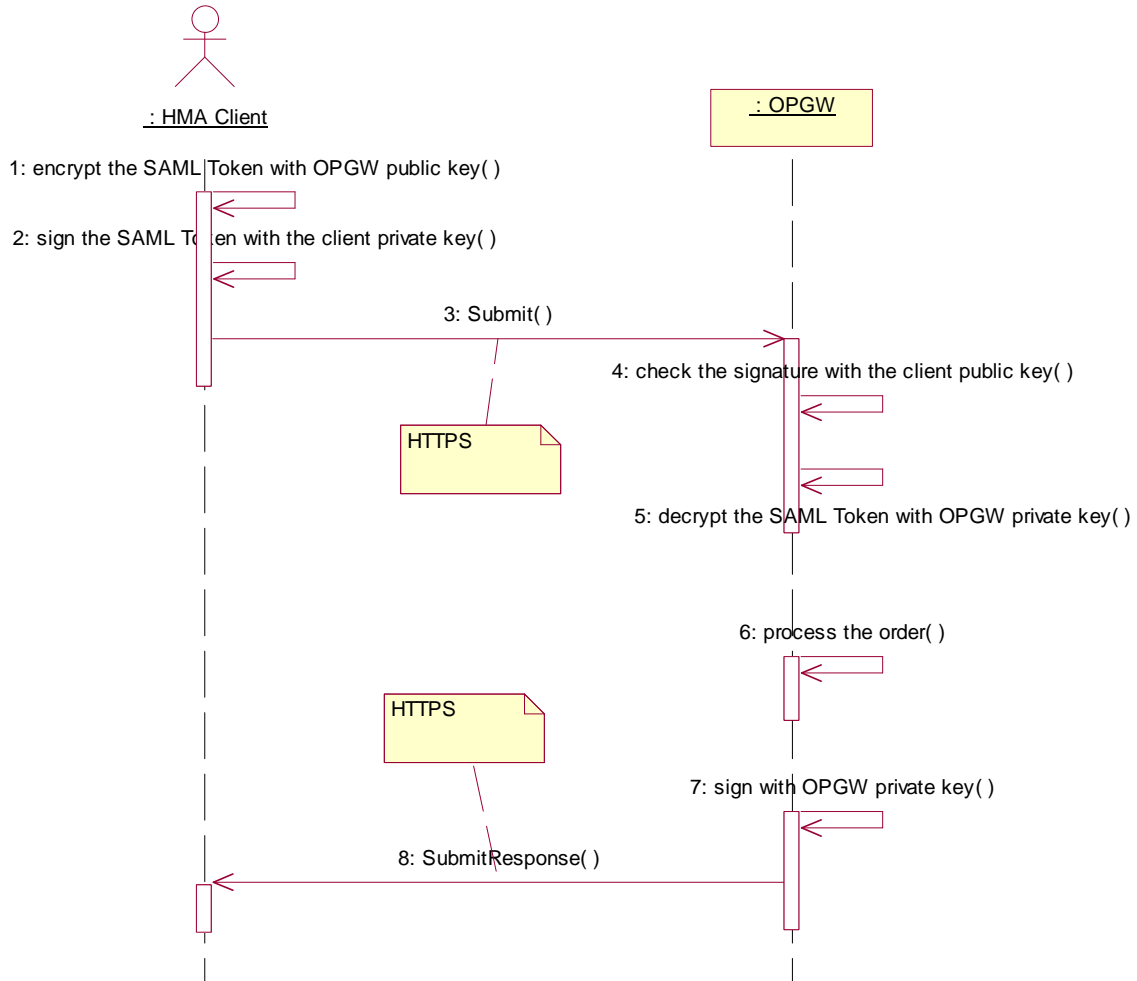 : HMA Client
: OPGW
1: encrypt the SAML Token with OPGW public key( )
2: sign the SAML Token with the client private key( )
3: Submit( )
4: check the signature with the client public key( )
HTTPS
5: decrypt the SAML Token with OPGW private key( )
6: process the order( )
HTTPS
7: sign with OPGW private key( )
8: SubmitResponse( )